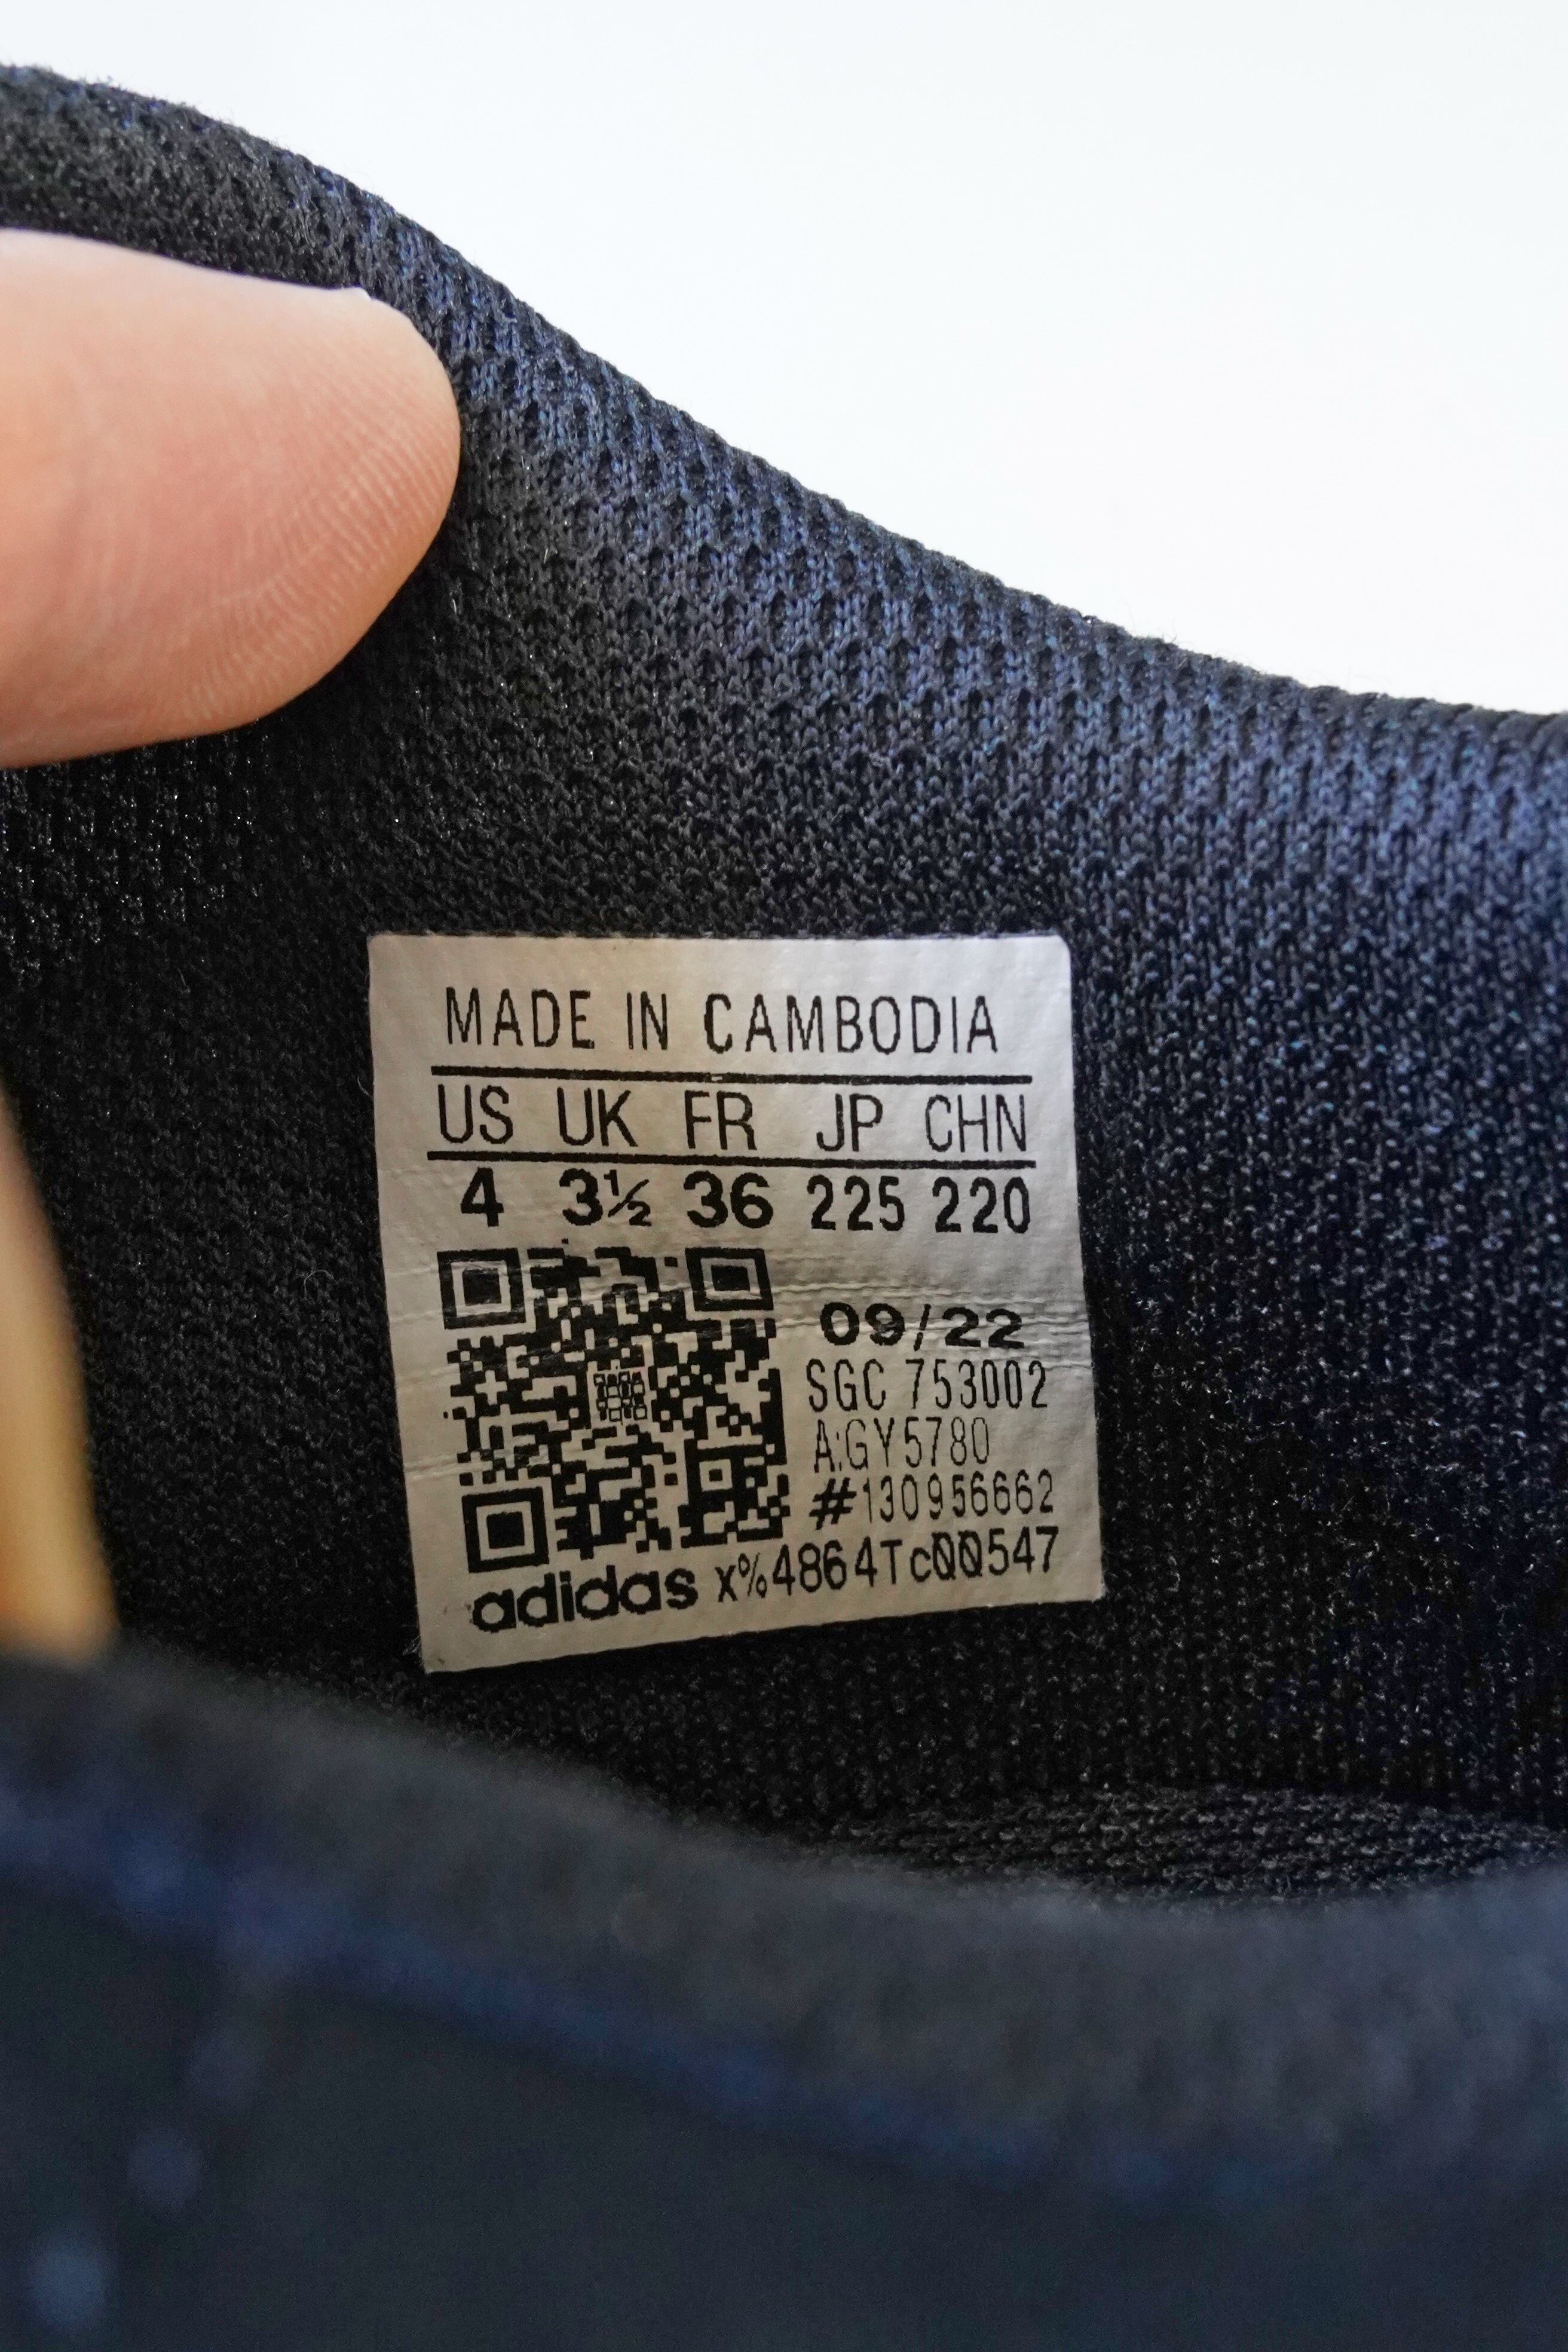 MADE IN CAMBODIA
US UK FR JP CHN
4 3½ 36 225 220
09/22
SGC 753002
A:GY5780
#130956662
adidas x%4864Tc00547